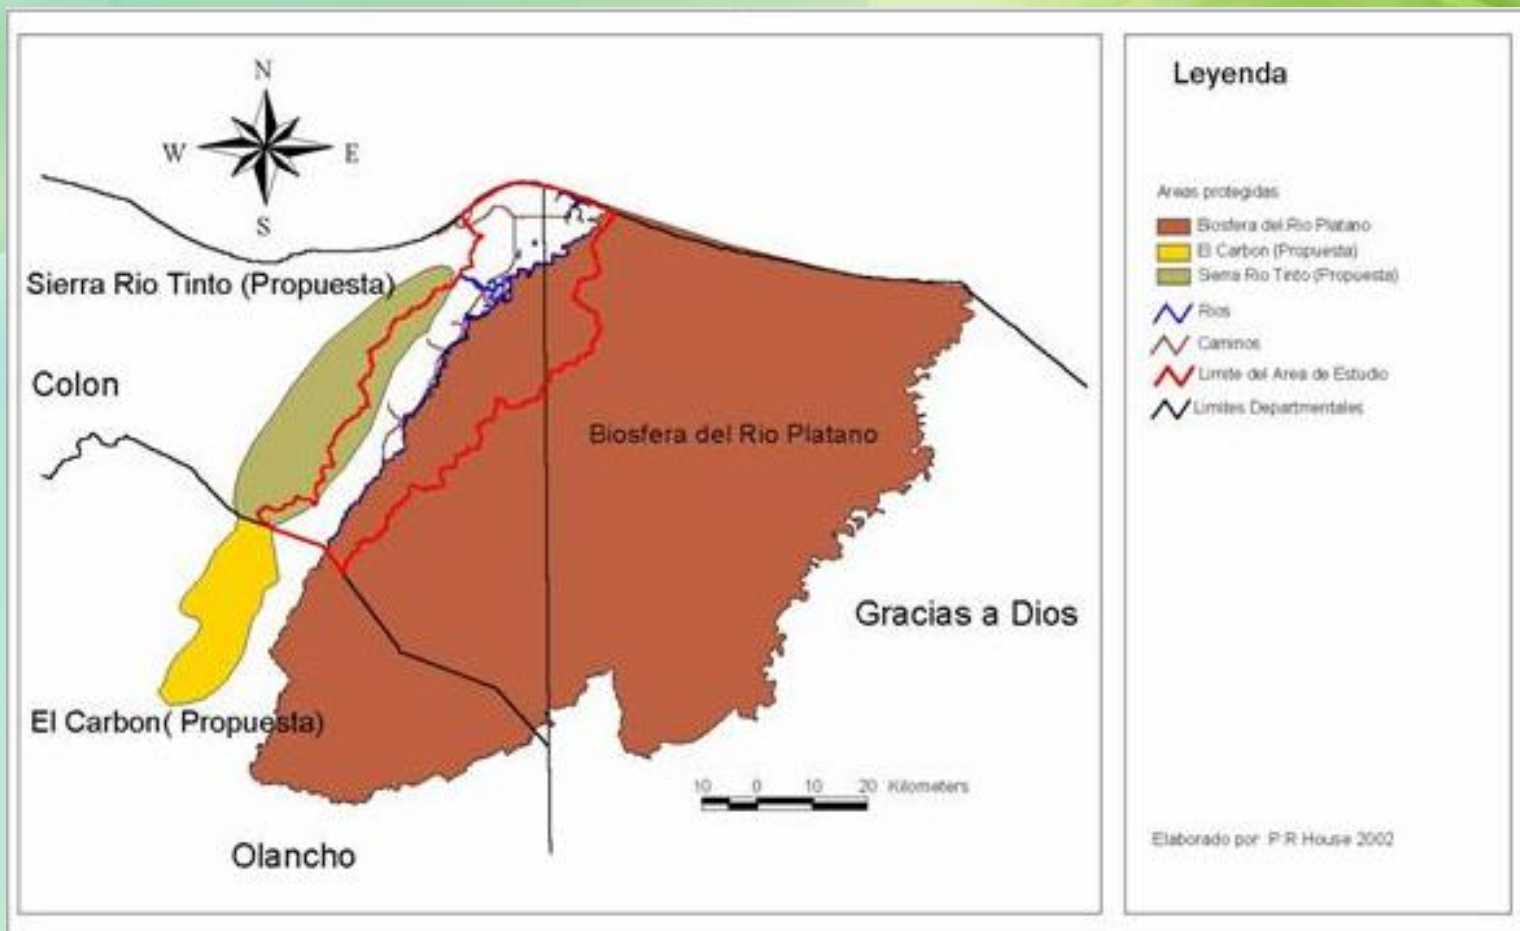 N
W
E
S
Sierra Rio Tinto (Propuesta)
Colon
Biosfera del Rio Platano
Gracias a Dios
El Carbon( Propuesta)
10 0 10 20 Kilometers
Olancho
Leyenda
Areas protegidas
Biosfera del Rio Platano
El Carbon (Propuesta)
Sierra Rio Tinto (Propuesta)
Rios
Caminos
Limite del Area de Estudio
Limites Departmentales
Elaborado por P R House 2002